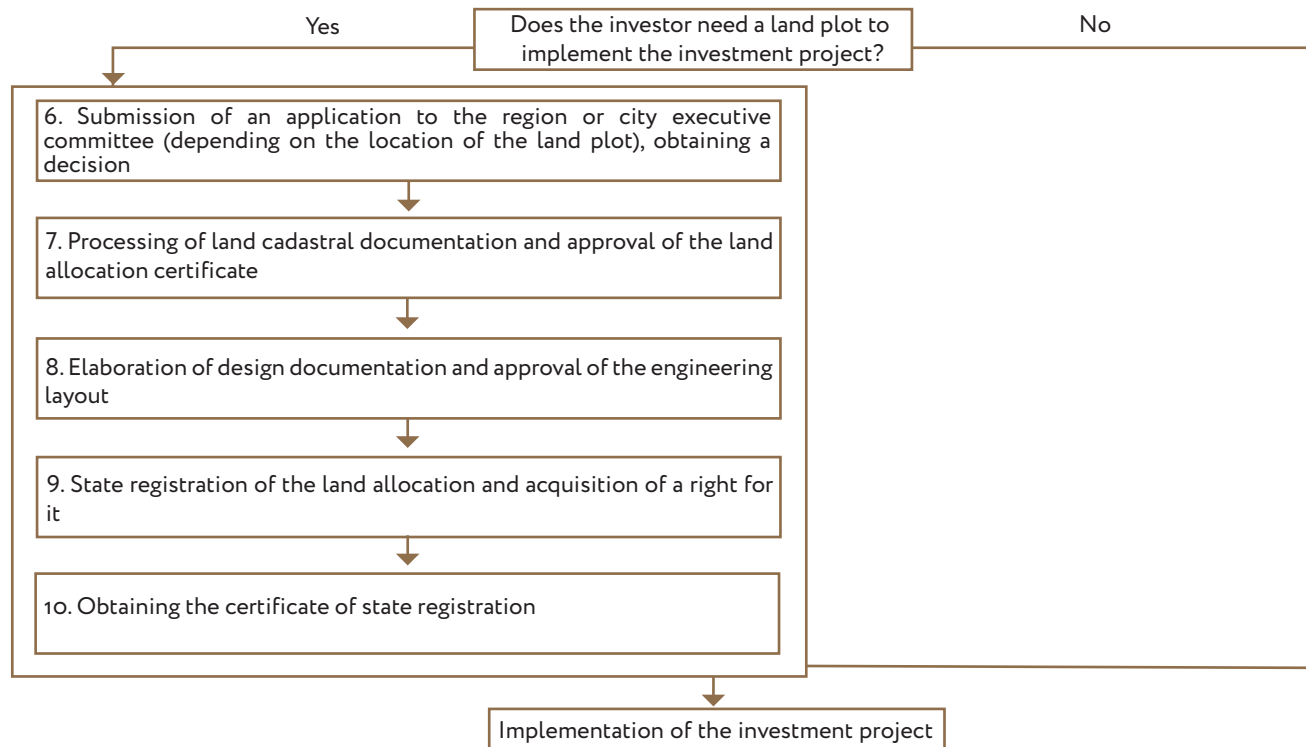 Yes
Does the investor need a land plot to
implement the investment project?
No
6. Submission of an application to the region or city executive
committee (depending on the location of the land plot), obtaining a
decision
7. Processing of land cadastral documentation and approval of the land
allocation certificate
8. Elaboration of design documentation and approval of the engineering
layout
9. State registration of the land allocation and acquisition of a right for
it
10. Obtaining the certificate of state registration
Implementation of the investment project